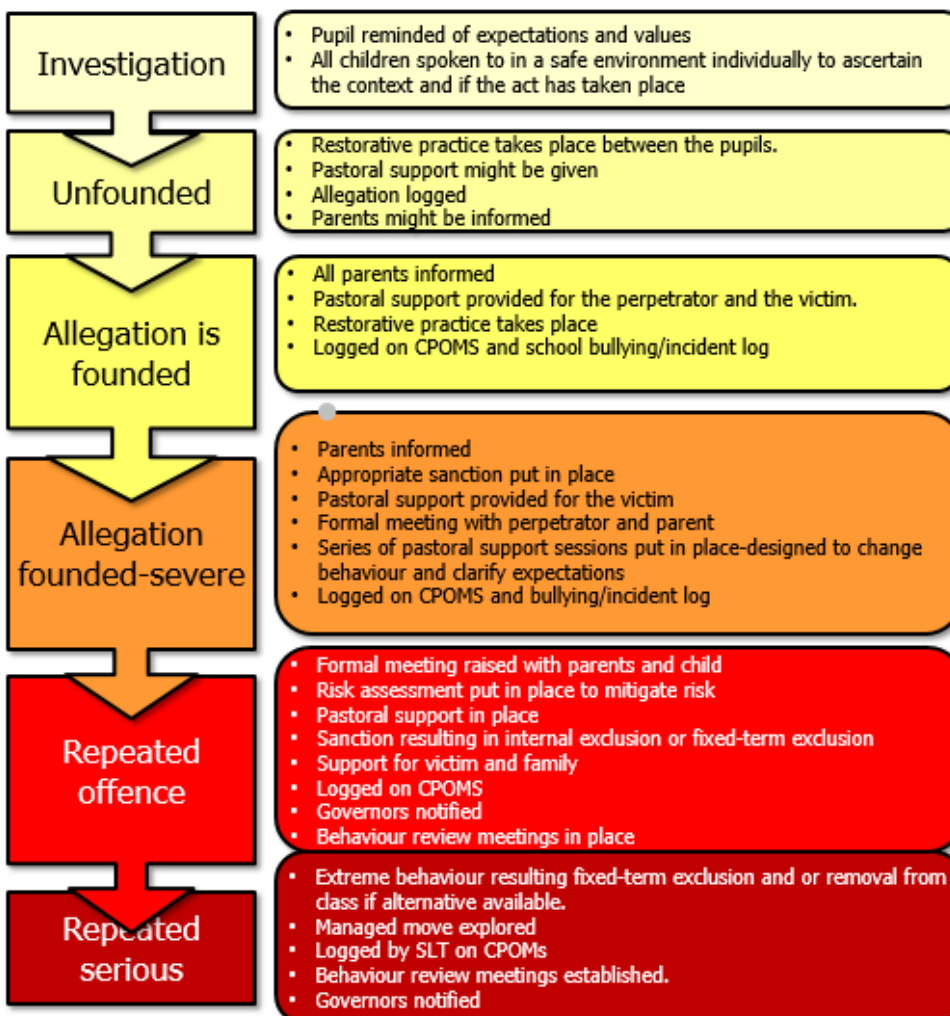 Investigation
• Pupil reminded of expectations and values
• All children spoken to in a safe environment individually to ascertain
the context and if the act has taken place
Unfounded
• Restorative practice takes place between the pupils.
• Pastoral support might be given
• Allegation logged
• Parents might be informed
Allegation is
founded
• All parents informed
• Pastoral support provided for the perpetrator and the victim.
• Restorative practice takes place
• Logged on CPOMS and school bullying/incident log
Allegation
founded-severe
• Parents informed
• Appropriate sanction put in place
• Pastoral support provided for the victim
• Formal meeting with perpetrator and parent
• Series of pastoral support sessions put in place-designed to change
behaviour and clarify expectations
• Logged on CPOMS and bullying/incident log
Repeated
offence
• Formal meeting raised with parents and child
• Risk assessment put in place to mitigate risk
• Pastoral support in place
• Sanction resulting in internal exclusion or fixed-term exclusion
• Support for victim and family
• Logged on CPOMS
• Governors notified
• Behaviour review meetings in place
Repeated
serious
• Extreme behaviour resulting fixed-term exclusion and or removal from
class if alternative available.
• Managed move explored
• Logged by SLT on CPOMs
• Behaviour review meetings established.
• Governors notified